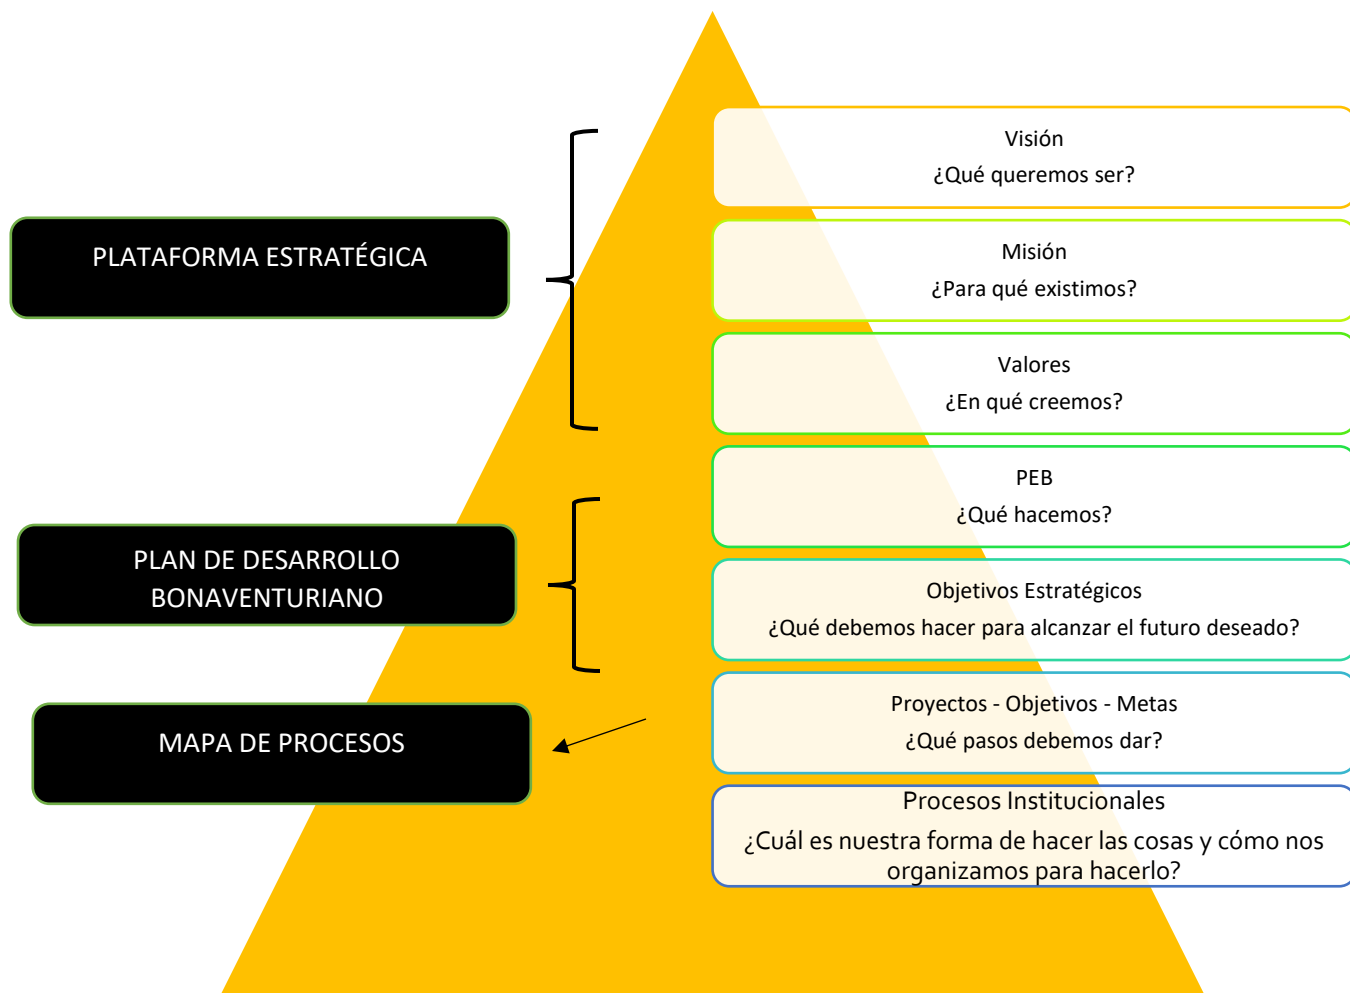 Visión
¿Qué queremos ser?
PLATAFORMA ESTRATÉGICA
Misión
¿Para qué existimos?
Valores
¿En qué creemos?
PEB
¿Qué hacemos?
PLAN DE DESARROLLO
BONAVENTURIANO
Objetivos Estratégicos
¿Qué debemos hacer para alcanzar el futuro deseado?
MAPA DE PROCESOS
Proyectos - Objetivos - Metas
¿Qué pasos debemos dar?
Procesos Institucionales
¿Cuál es nuestra forma de hacer las cosas y cómo nos
organizamos para hacerlo?